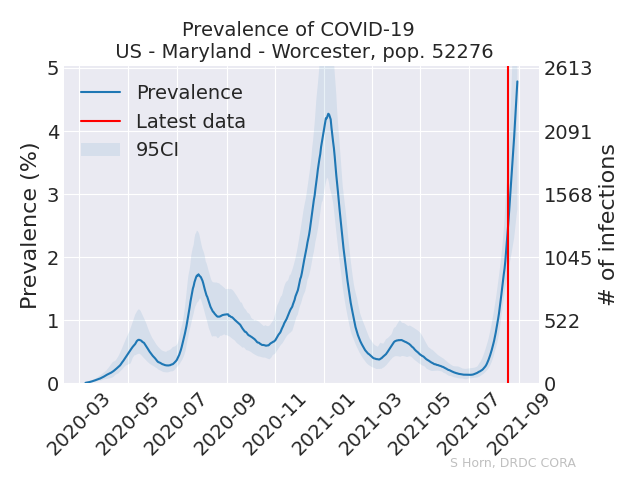 Prevalence of COVID-19
US - Maryland - Worcester, pop. 52276
Prevalence
Latest data
95CI
Prevalence (%)
5
4
3
2
1
0
2613
2091
1568
1045
522
0
# of infections
2020-03
2020-05
2020-07
2020-09
2020-11
2021-01
2021-03
2021-05
2021-07
2021-09
S Horn, DRDC CORA